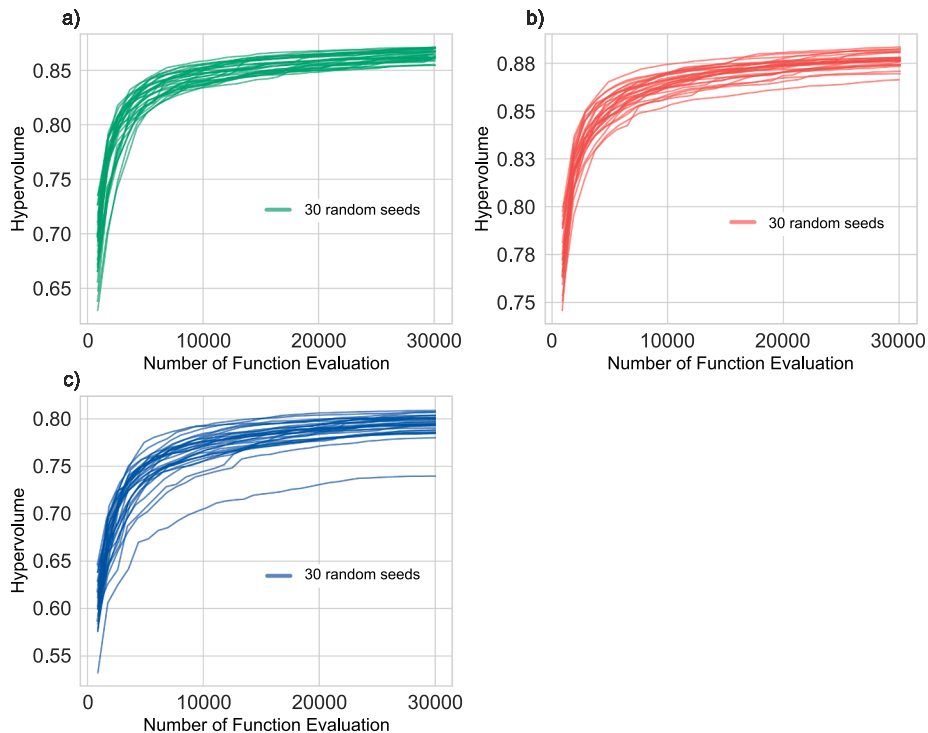 a)
Hypervolume
0.85
0.80
0.75
0.70
0.65
30 random seeds
0 10000 20000 30000
Number of Function Evaluation
b)
Hypervolume
0.88
0.85
0.83
0.80
0.78
0.75
30 random seeds
0 10000 20000 30000
Number of Function Evaluation
c)
Hypervolume
0.80
0.75
0.70
0.65
0.60
0.55
30 random seeds
0 10000 20000 30000
Number of Function Evaluation